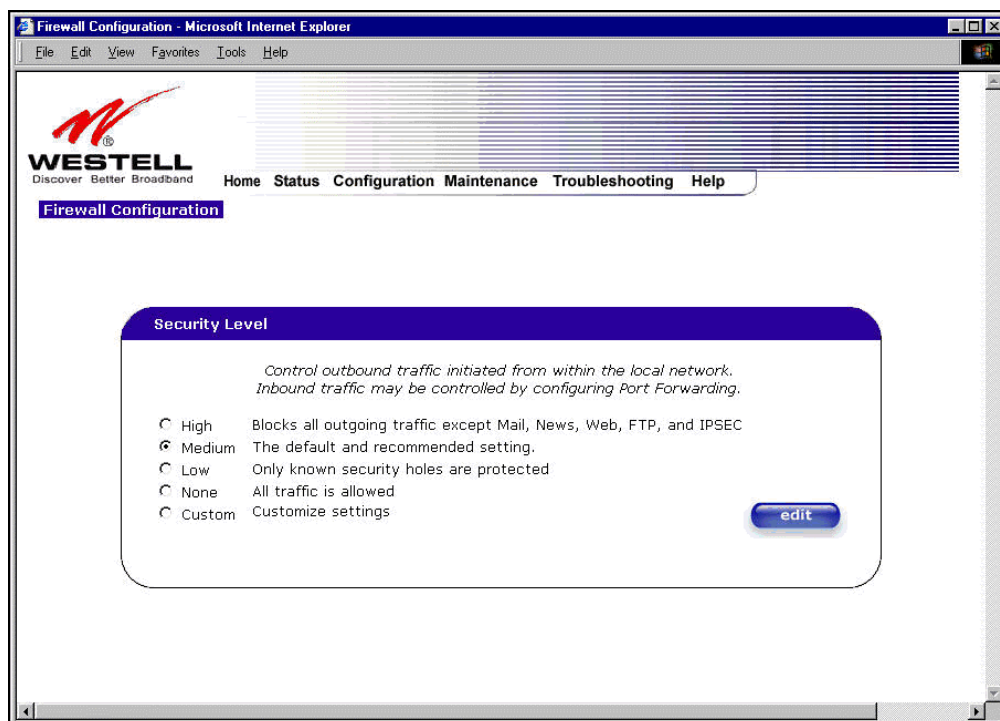 Firewall Configuration - Microsoft Internet Explorer
File Edit View Favorites Tools Help
®
WESTELL
Discover Better Broadband
Home Status Configuration Maintenance Troubleshooting Help
Firewall Configuration
Security Level
Control outbound traffic initiated from within the local network.
Inbound traffic may be controlled by configuring Port Forwarding.
High Blocks all outgoing traffic except Mail, News, Web, FTP, and IPSEC
Medium The default and recommended setting.
Low Only known security holes are protected
None All traffic is allowed
Custom Customize settings
edit